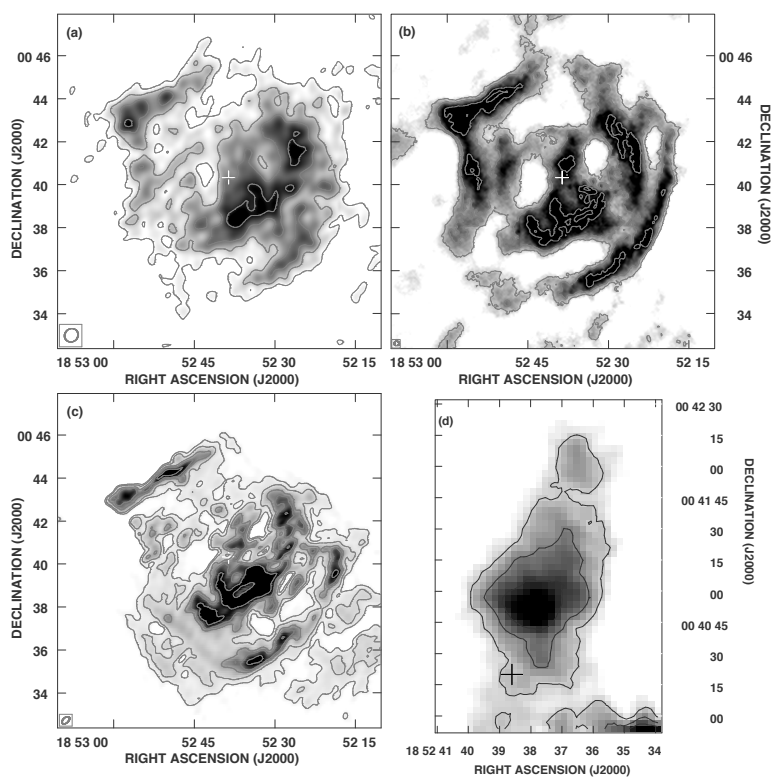 (a)
00 46
44
42
40
38
36
34
DECLINATION (J2000)
18 53 00
52 45
52 30
52 15
RIGHT ASCENSION (J2000)
(b)
00 46
44
42
40
38
36
34
DECLINATION (J2000)
18 53 00
52 45
52 30
52 15
RIGHT ASCENSION (J2000)
(c)
00 46
44
42
40
38
36
34
DECLINATION (J2000)
18 53 00
52 45
52 30
52 15
RIGHT ASCENSION (J2000)
(d)
00 42 30
15
00
00 41 45
30
15
00
00 40 45
30
15
00
DECLINATION (J2000)
18 52 41
40
39
38
37
36
35
34
RIGHT ASCENSION (J2000)